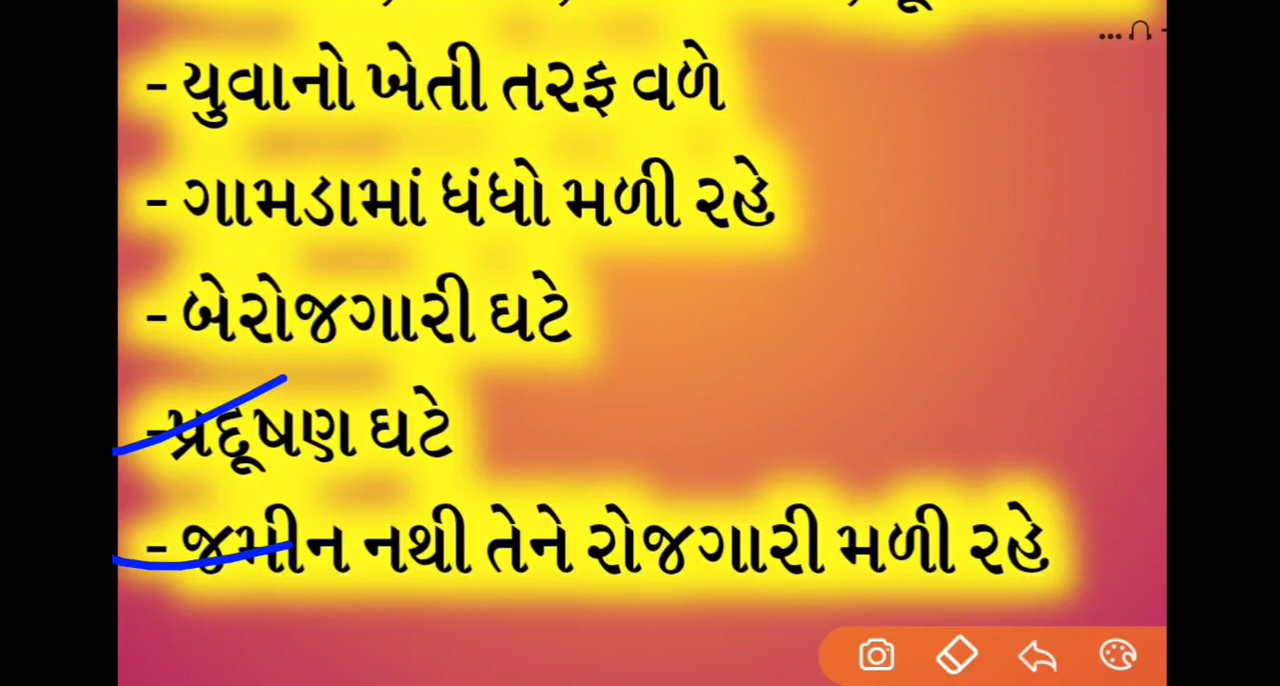 - યુવાનો ખેતી તરફ વળે
- ગામડામાં ધંધો મળી રહે
- બેરોજગારી ઘટે
-પ્રદૂષણ ઘટે
- જમીન નથી તેને રોજગારી મળી રહે